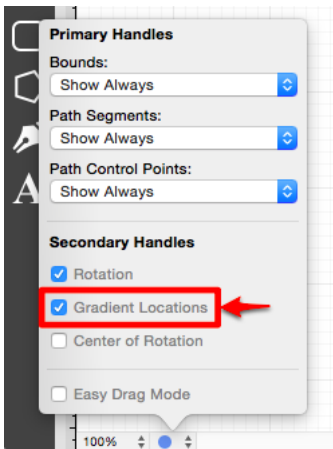 Primary Handles
Bounds:
Show Always
Path Segments:
Show Always
Path Control Points:
Show Always
Secondary Handles
Rotation
Gradient Locations
Center of Rotation
Easy Drag Mode
A
100%